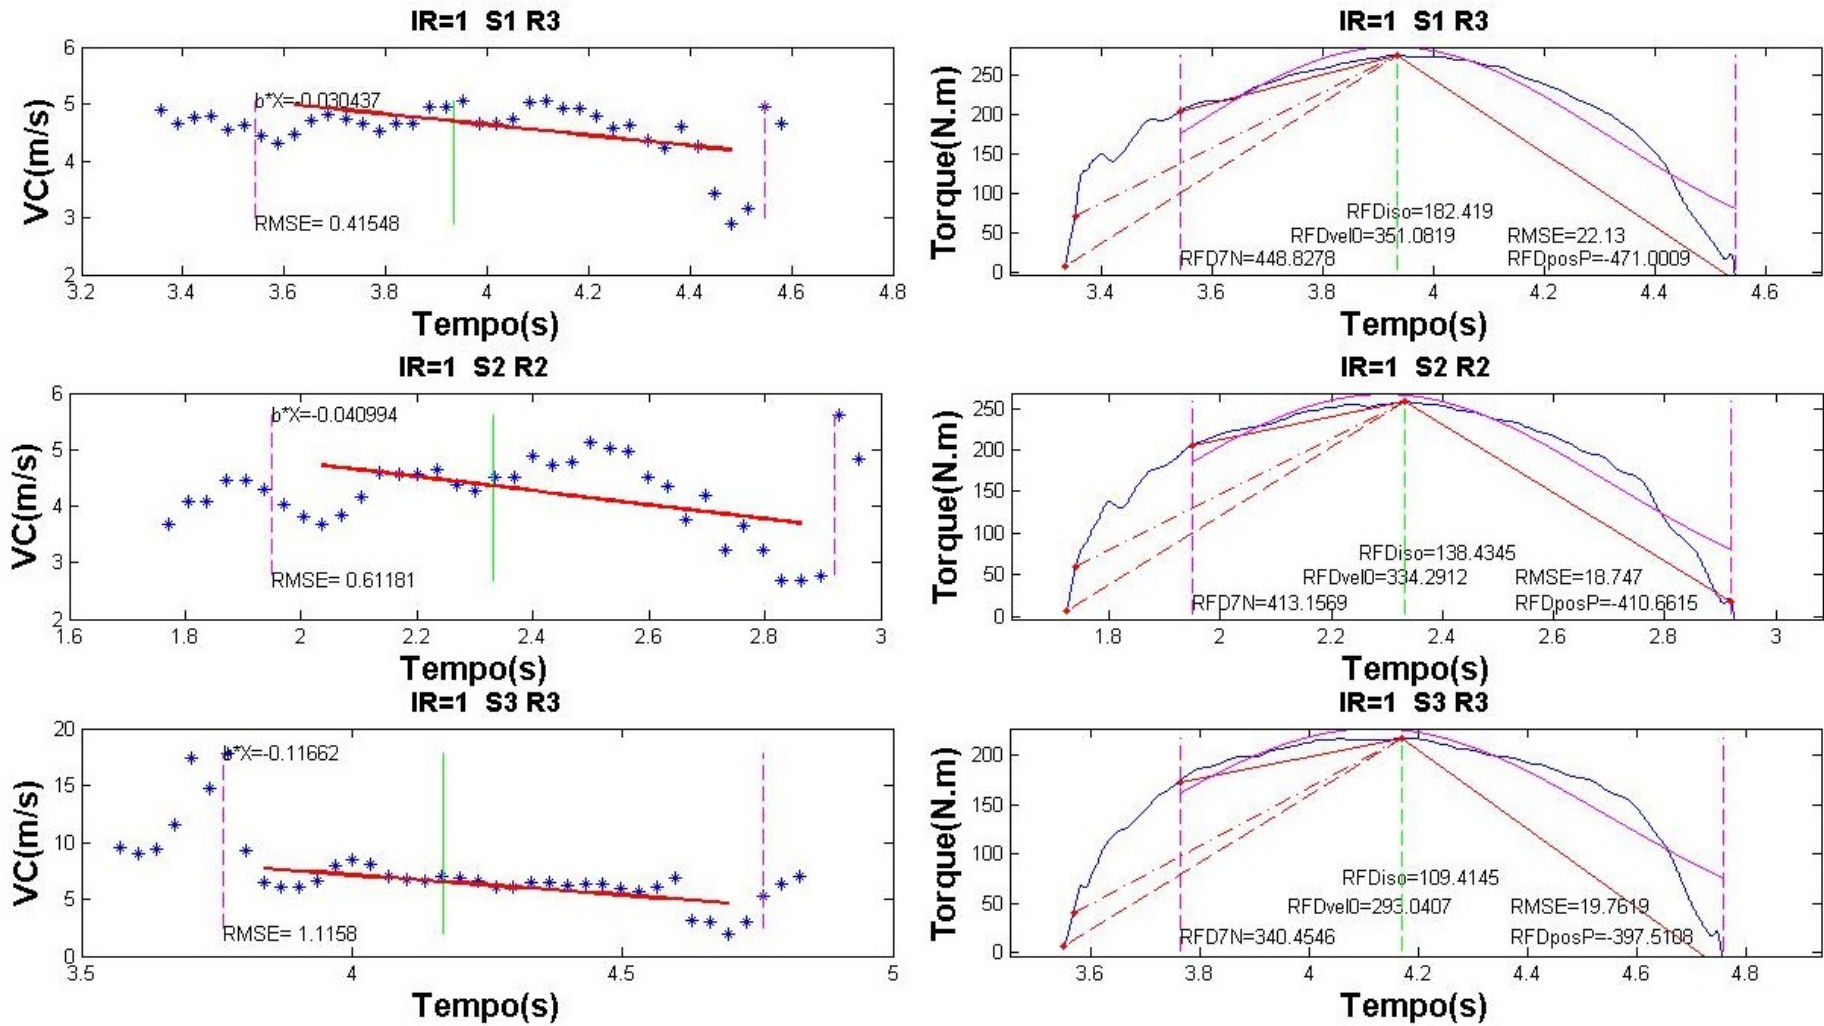 IR=1 S1 R3
VC(m/s)
6
5
4
3
2
b*X=-0.030437
RMSE= 0.41548
3.2 3.4 3.6 3.8 4 4.2 4.4 4.6 4.8
Tempo(s)
IR=1 S1 R3
Torque(N.m)
250
200
150
100
50
0
RFDiso=182.419
RFDvel0=351.0819
RMSE=22.13
RFD7N=448.8278
RFDposP=-471.0009
3.4 3.6 3.8 4 4.2 4.4 4.6
Tempo(s)
IR=1 S2 R2
VC(m/s)
6
5
4
3
2
b*X=-0.040994
RMSE= 0.61181
1.6 1.8 2 2.2 2.4 2.6 2.8 3
Tempo(s)
IR=1 S2 R2
Torque(N.m)
250
200
150
100
50
0
RFDiso=138.4345
RFDvel0=334.2912
RMSE=18.747
RFD7N=413.1569
RFDposP=-410.6615
1.8 2 2.2 2.4 2.6 2.8 3
Tempo(s)
IR=1 S3 R3
VC(m/s)
20
15
10
5
0
b*X=-0.11662
RMSE= 1.1158
3.5 4 4.5 5
Tempo(s)
IR=1 S3 R3
Torque(N.m)
200
150
100
50
0
RFDiso=109.4145
RFDvel0=293.0407
RMSE=19.7619
RFD7N=340.4546
RFDposP=-397.5108
3.6 3.8 4 4.2 4.4 4.6 4.8
Tempo(s)